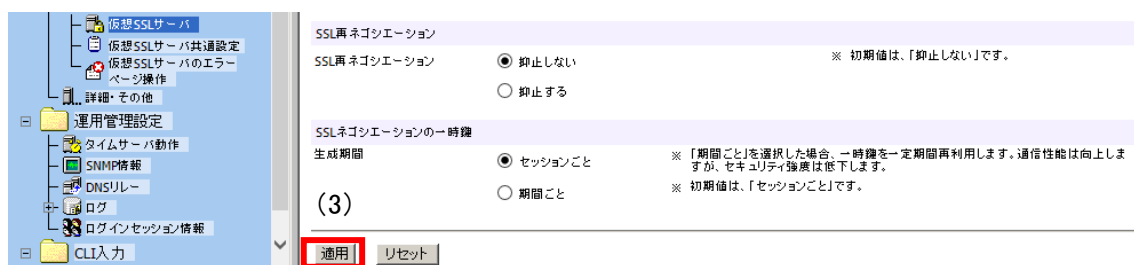 仮想SSLサーバ
仮想SSLサーバ共通設定
仮想SSLサーバのエラー
ページ操作
詳細・その他
運用管理設定
タイムサーバ動作
SNMP情報
DNSリレー
ログ
ログインセッション情報
CLI入力
SSL再ネゴシエーション
SSL再ネゴシエーション
抑止しない
※ 初期値は、「抑止しない」です。
抑止する
SSLネゴシエーションの一時鍵
生成期間
セッションごと
※ 「期間ごと」を選択した場合、一時鍵を一定期間再利用します。通信性能は向上しま
すが、セキュリティ強度は低下します。
期間ごと
※ 初期値は、「セッションごと」です。
(3)
適用
リセット